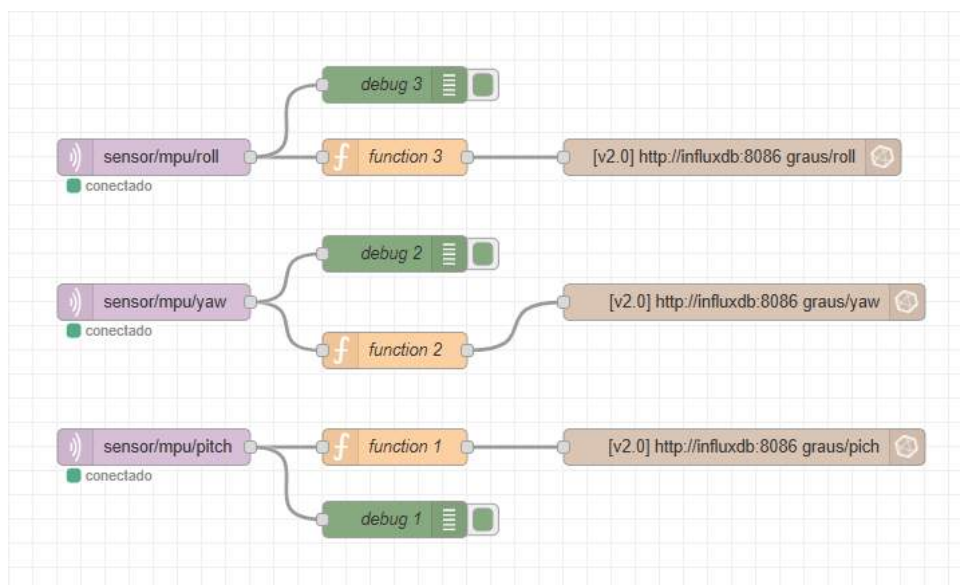 debug 3
sensor/mpu/roll
function 3
[v2.0] http://influxdb:8086 graus/roll
conectado
debug 2
sensor/mpu/yaw
[v2.0] http://influxdb:8086 graus/yaw
conectado
function 2
sensor/mpu/pitch
function 1
[v2.0] http://influxdb:8086 graus/pich
conectado
debug 1